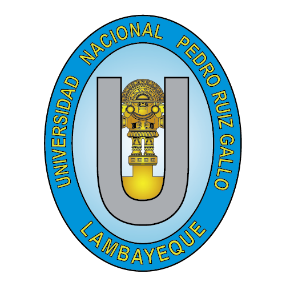 UNIVERSIDAD NACIONAL PEDRO RUIZ GALLO
LAMBAYEQUE